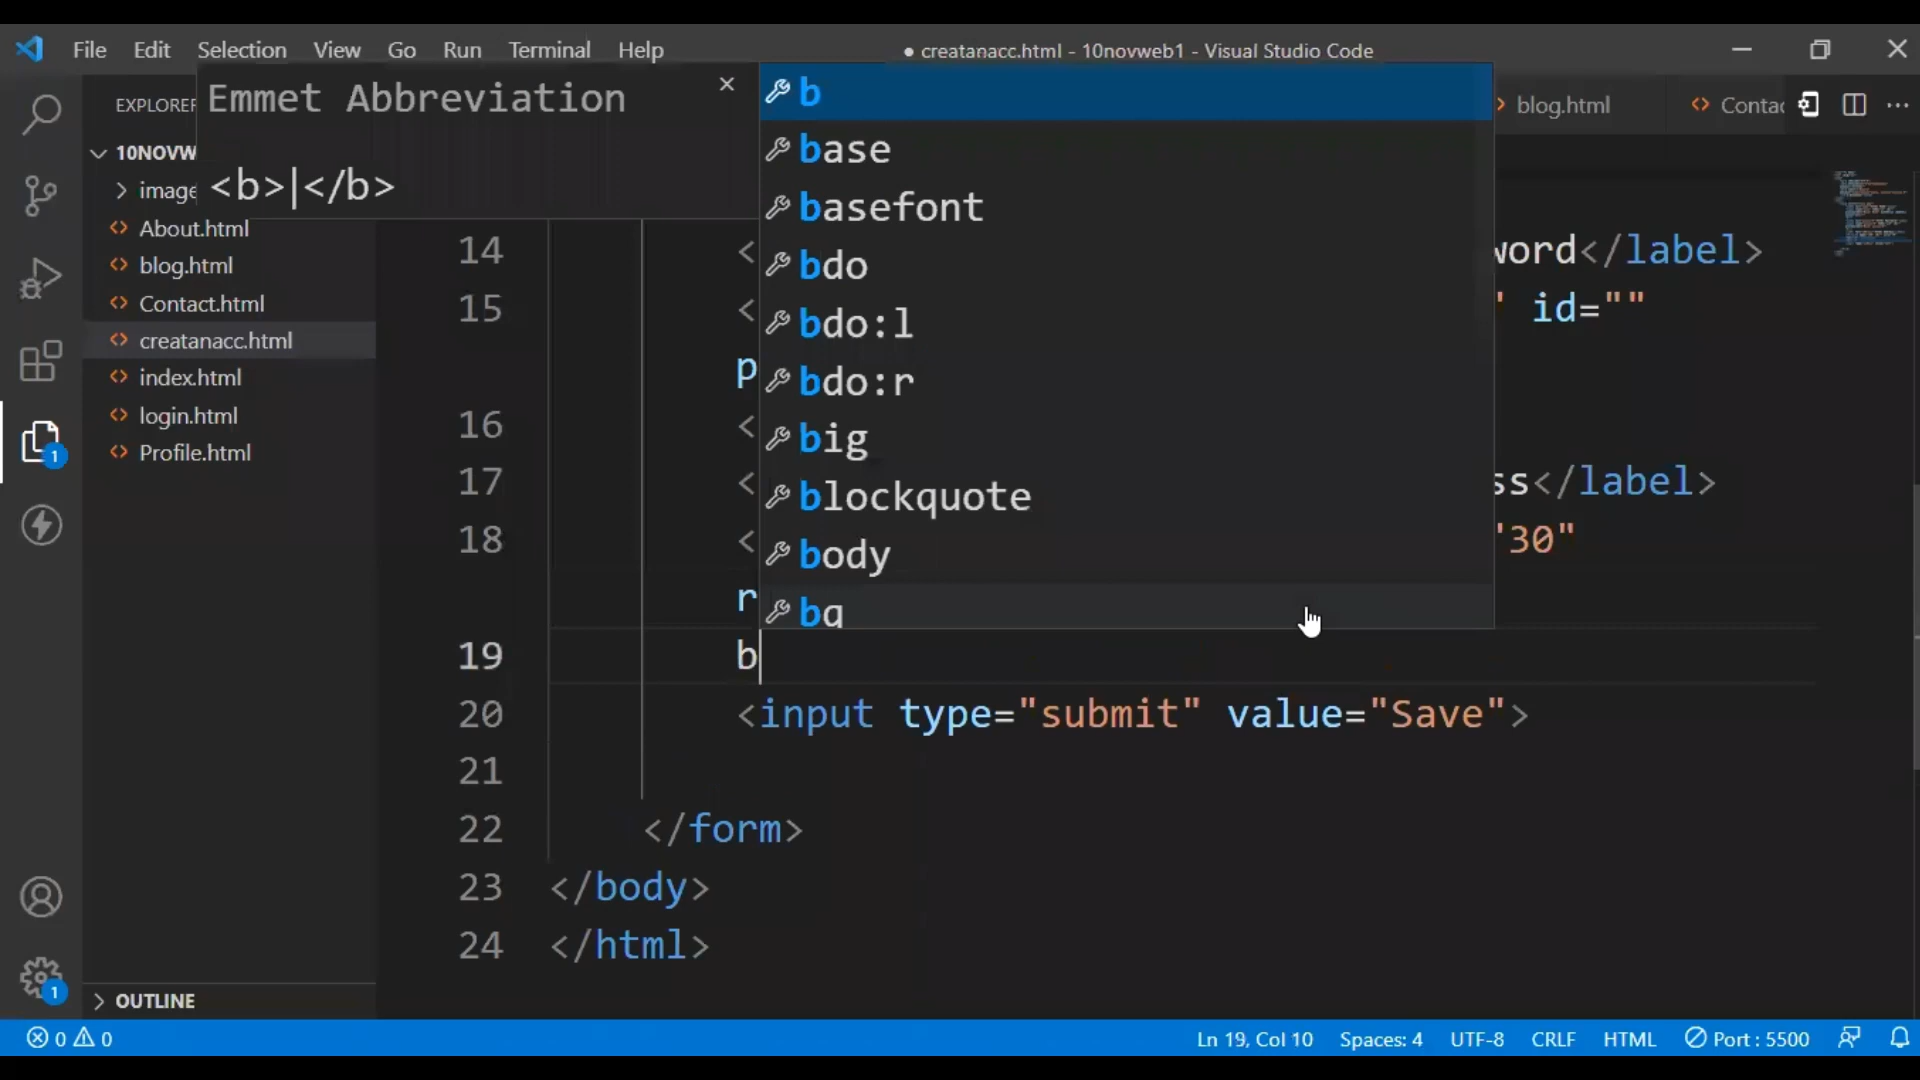 File Edit Selection View Go Run Terminal Help
● creatanacc.html - 10novweb1 - Visual Studio Code
EXPLORER
10NOVW
image
About.html
blog.html
Contact.html
creatanacc.html
index.html
login.html
Profile.html
OUTLINE
Emmet Abbreviation
<b>|</b>
b
base
basefont
bdo
bdo:l
bdo:r
big
blockquote
body
bq
blog.html
Contac
14 < word</label>
15 < " id=""
p
16 <
17 < ss</label>
18 < "30"
r
19 b
20 <input type="submit" value="Save">
21
22 </form>
23 </body>
24 </html>
1
1
0 0
Ln 19, Col 10 Spaces: 4 UTF-8 CRLF HTML Port : 5500